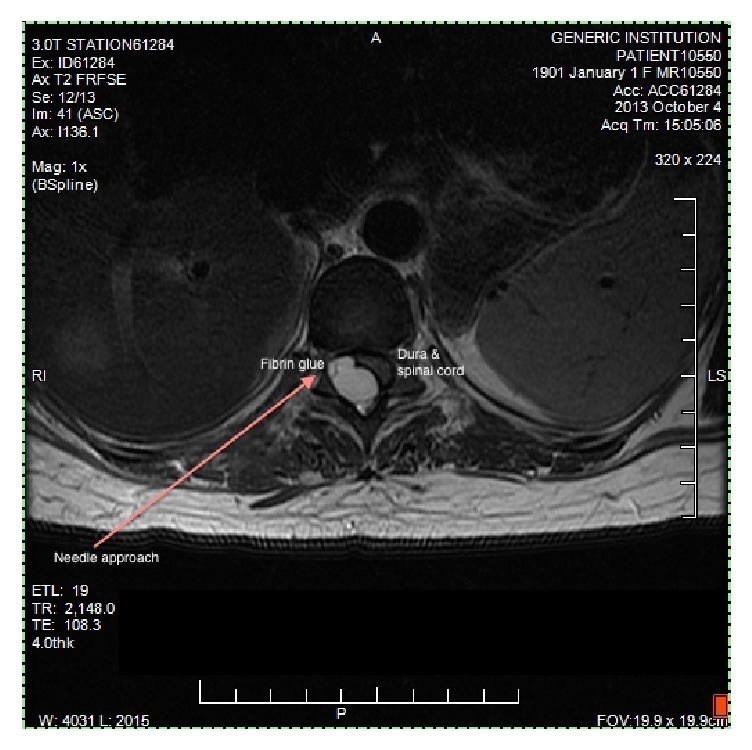 3.0T STATION61284
Ex: ID61284
Ax T2 FRFSE
Se: 12/13
Im: 41 (ASC)
Ax: I136.1
Mag: 1x
(BSpline)
A
GENERIC INSTITUTION
PATIENT10550
1901 January 1 F MR10550
Acc: ACC61284
2013 October 4
Acq Tm: 15:05:06
320 x 224
RI
Fibrin glue
Dura &
spinal cord
LS
Needle approach
ETL: 19
TR: 2,148.0
TE: 108.3
4.0thk
W: 4031 L: 2015
P
FOV:19.9 x 19.9cm